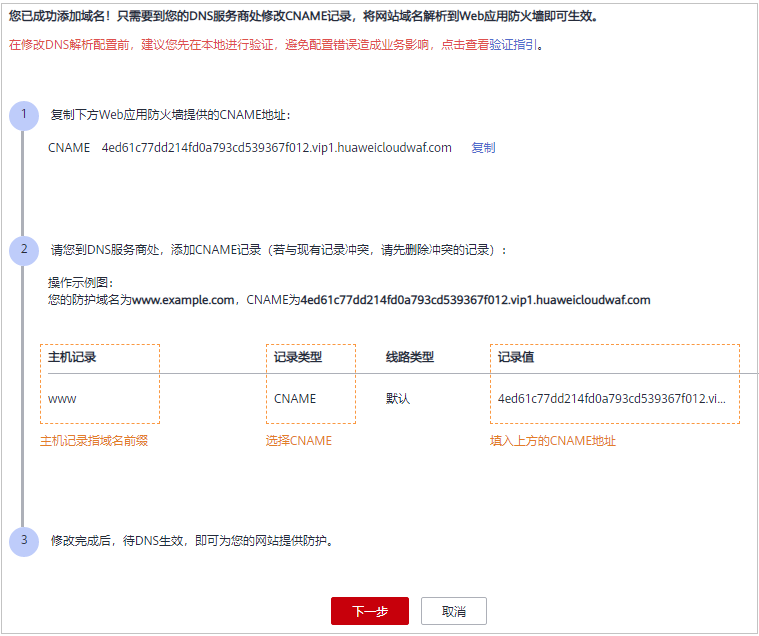 您已成功添加域名！只需要到您的DNS服务商处修改CNAME记录，将网站域名解析到Web应用防火墙即可生效。
在修改DNS解析配置前，建议您先在本地进行验证，避免配置错误造成业务影响，点击查看验证指引。
1 复制下方Web应用防火墙提供的CNAME地址：
CNAME 4ed61c77dd214fd0a793cd539367f012.vip1.huaweicloudwaf.com 复制
2 请您到DNS服务商处，添加CNAME记录（若与现有记录冲突，请先删除冲突的记录）：
操作示例图：
您的防护域名为www.example.com，CNAME为4ed61c77dd214fd0a793cd539367f012.vip1.huaweicloudwaf.com
主机记录 记录类型 线路类型 记录值
www CNAME 默认 4ed61c77dd214fd0a793cd539367f012.vi...
主机记录指域名前缀 选择CNAME 填入上方的CNAME地址
3 修改完成后，待DNS生效，即可为您的网站提供防护。
下一步 取消